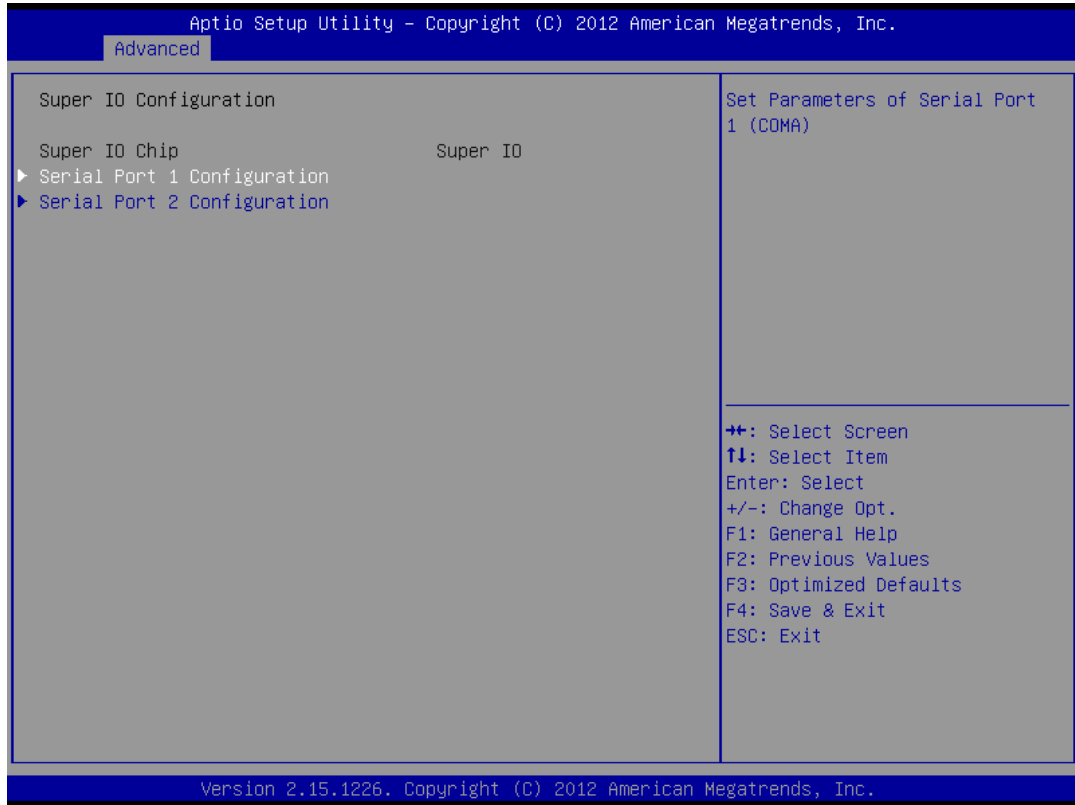 Aptio Setup Utility – Copyright (C) 2012 American Megatrends, Inc.
Advanced
Super IO Configuration
Super IO Chip Super IO
▶ Serial Port 1 Configuration
▶ Serial Port 2 Configuration
Set Parameters of Serial Port
1 (COMA)
→←: Select Screen
↑↓: Select Item
Enter: Select
+/-: Change Opt.
F1: General Help
F2: Previous Values
F3: Optimized Defaults
F4: Save & Exit
ESC: Exit
Version 2.15.1226. Copyright (C) 2012 American Megatrends, Inc.